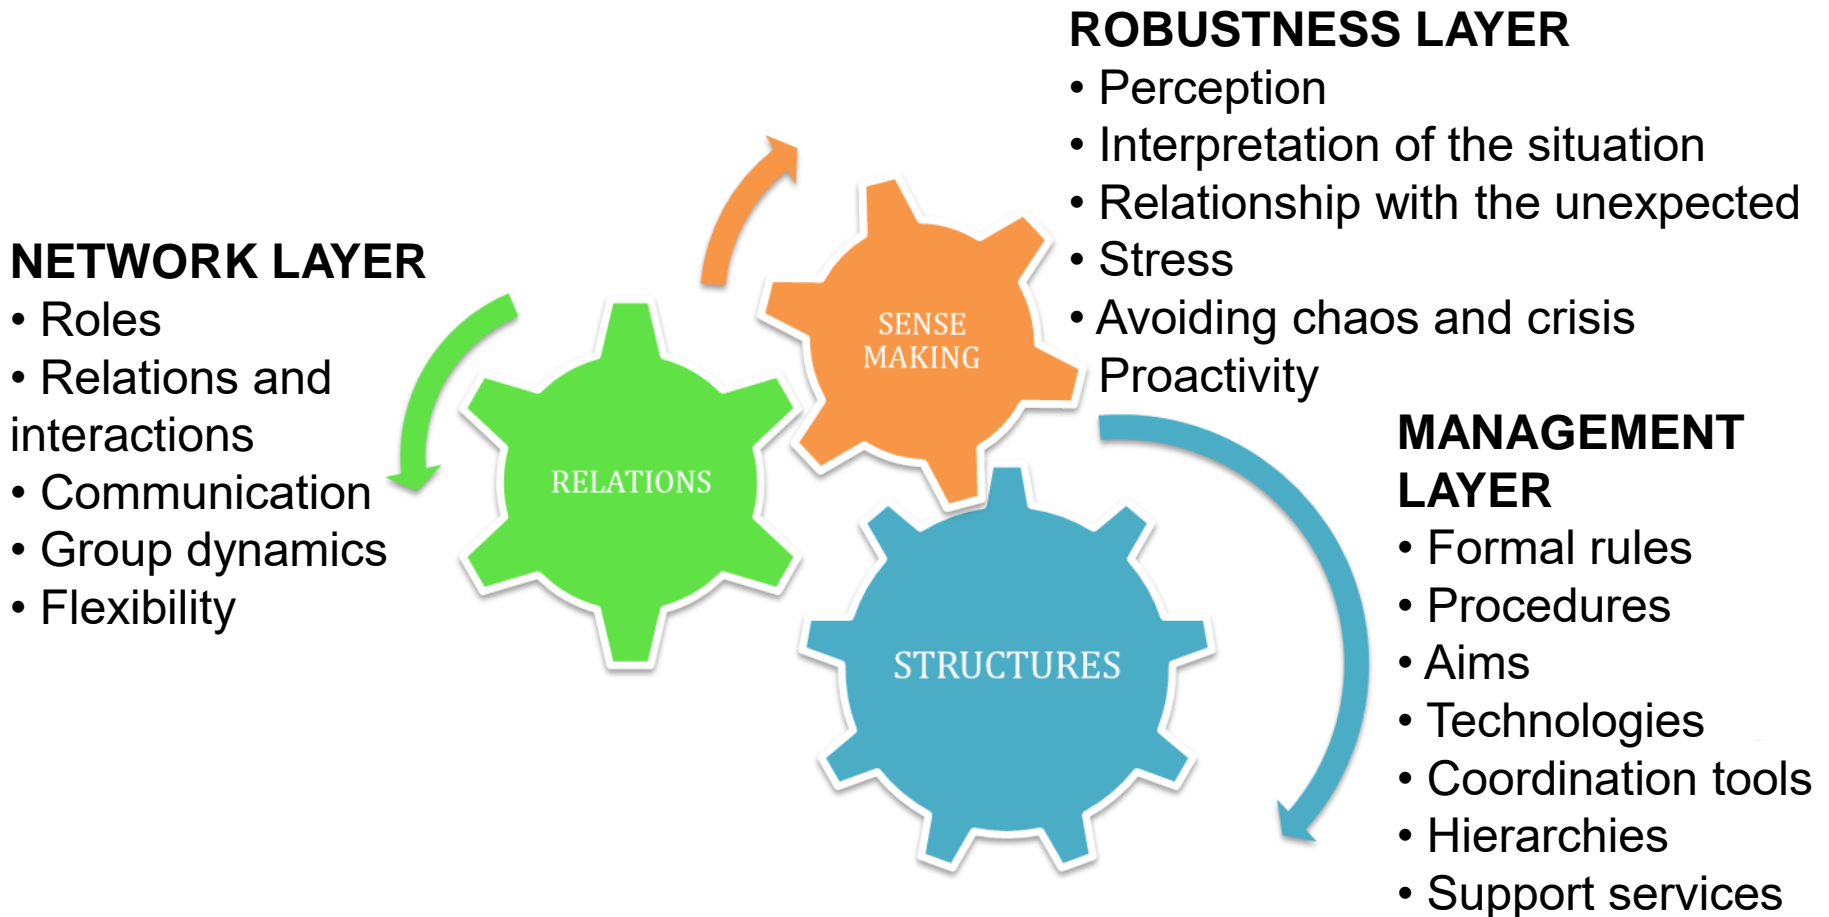 ROBUSTNESS LAYER
• Perception
• Interpretation of the situation
• Relationship with the unexpected
• Stress
• Avoiding chaos and crisis
Proactivity
NETWORK LAYER
• Roles
• Relations and
interactions
• Communication
• Group dynamics
• Flexibility
SENSE
MAKING
RELATIONS
STRUCTURES
MANAGEMENT
LAYER
• Formal rules
• Procedures
• Aims
• Technologies
• Coordination tools
• Hierarchies
• Support services